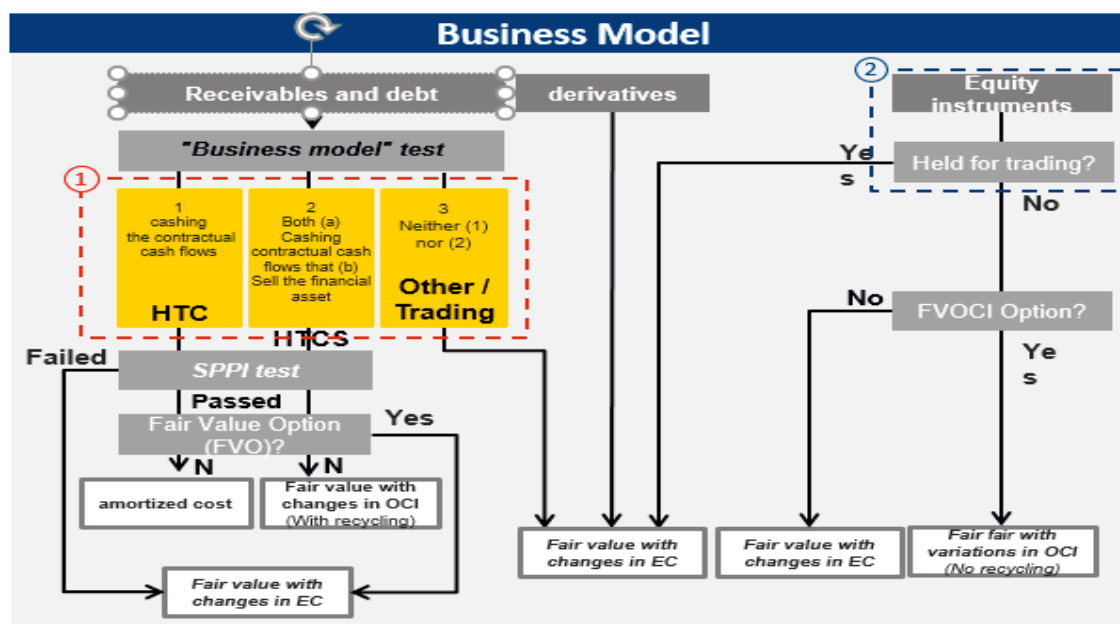 Business Model
Receivables and debt
derivatives
2
Equity
instruments
"Business model" test
Ye
s
Held for trading?
No
1
1
cashing
the contractual
cash flows
HTC
2
Both (a)
Cashing
contractual cash
flows that (b)
Sell the financial
asset
HTCS
3
Neither (1)
nor (2)
Other /
Trading
No
FVOCI Option?
Ye
s
Failed
SPPI test
Passed
Fair Value Option
(FVO)?
Yes
N
N
amortized cost
Fair value with
changes in OCI
(With recycling)
Fair value with
changes in EC
Fair value with
changes in EC
Fair fair with
variations in OCI
(No recycling)
Fair value with
changes in EC